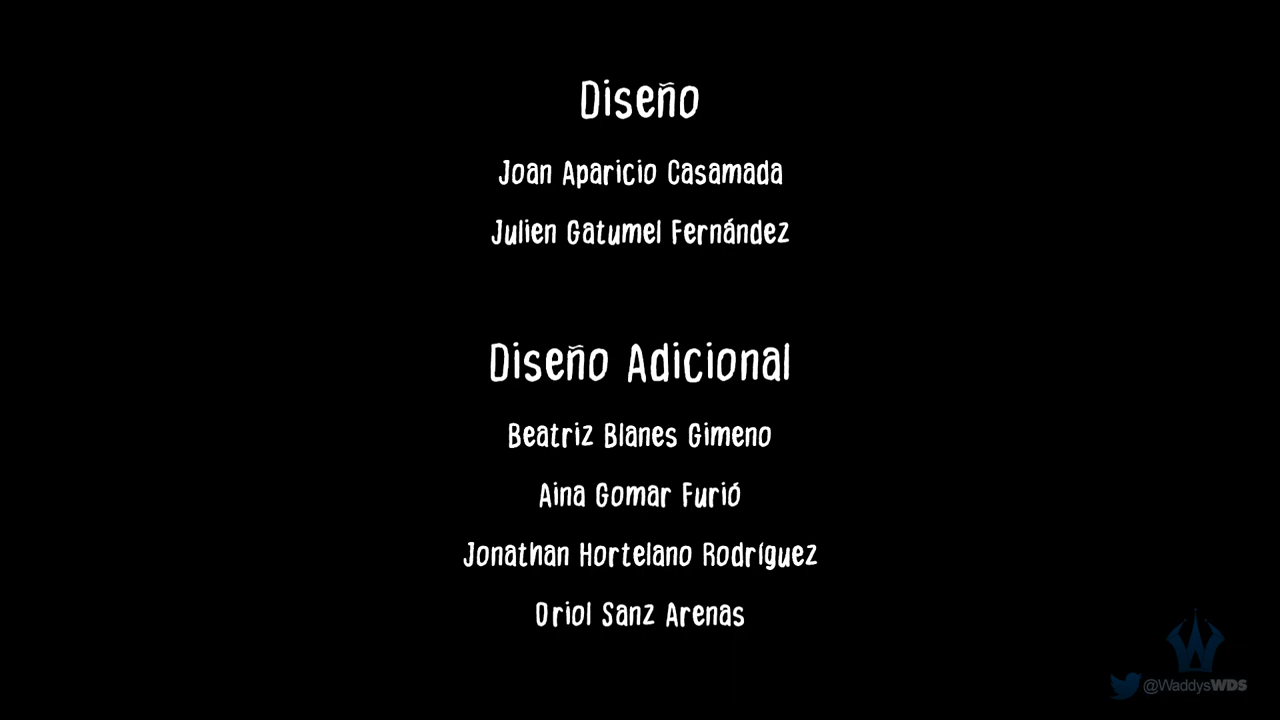 Diseño
Joan Aparicio Casamada
Julien Gatumel Fernández
Diseño Adicional
Beatriz Blanes Gimeno
Aina Gomar Furió
Jonathan Hortelano Rodríguez
Oriol Sanz Arenas
@WaddysWDS